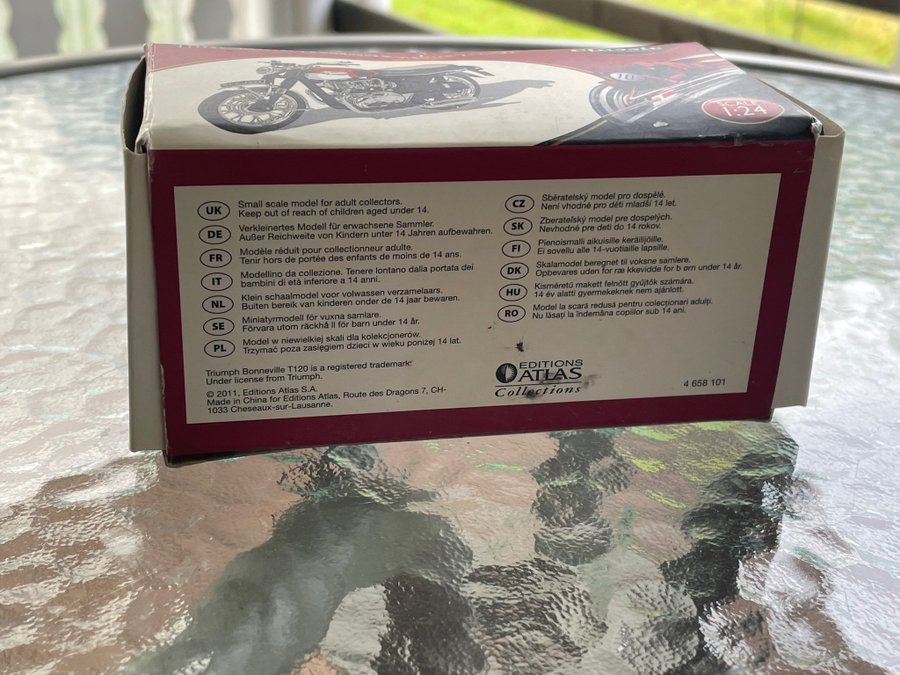 SCALE
1:24
UK
Small scale model for adult collectors.
Keep out of reach of children aged under 14.
DE
Verkleinertes Modell für erwachsene Sammler.
Außer Reichweite von Kindern unter 14 Jahren aufbewahren.
FR
Modèle réduit pour collectionneur adulte.
Tenir hors de portée des enfants de moins de 14 ans.
IT
Modellino da collezione. Tenere lontano dalla portata dei
bambini di età inferiore a 14 anni.
NL
Klein schaalmodel voor volwassen verzamelaars.
Buiten bereik van kinderen onder de 14 jaar bewaren.
SE
Miniatyrmodell för vuxna samlare.
Förvara utom räckhå ll för barn under 14 år.
PL
Model w niewielkiej skali dla kolekcjonerów.
Trzymać poza zasięgiem dzieci w wieku poniżej 14 lat.
Triumph Bonneville T120 is a registered trademark
Under license from Triumph.
© 2011, Editions Atlas S.A.
Made in China for Editions Atlas, Route des Dragons 7, CH-
1033 Cheseaux-sur-Lausanne.
CZ
Sběratelský model pro dospělé.
Není vhodné pro děti mladší 14 let.
SK
Zberateľský model pre dospelých.
Nevhodné pre deti do 14 rokov.
FI
Pienoismalli aikuisille keräilijöille.
Ei sovellu alle 14-vuotiaille lapsille.
DK
Skalamodel beregnet til voksne samlere.
Opbevares uden for ræ kkevidde for b ørn under 14 år.
HU
Kisméretű makett felnőtt gyűjtők számára.
14 év alatti gyermekeknek nem ajánlott.
RO
Model la scară redusă pentru colecționari adulți.
Nu lăsați la îndemâna copiilor sub 14 ani.
EDITIONS
ATLAS
Collections
4 658 101